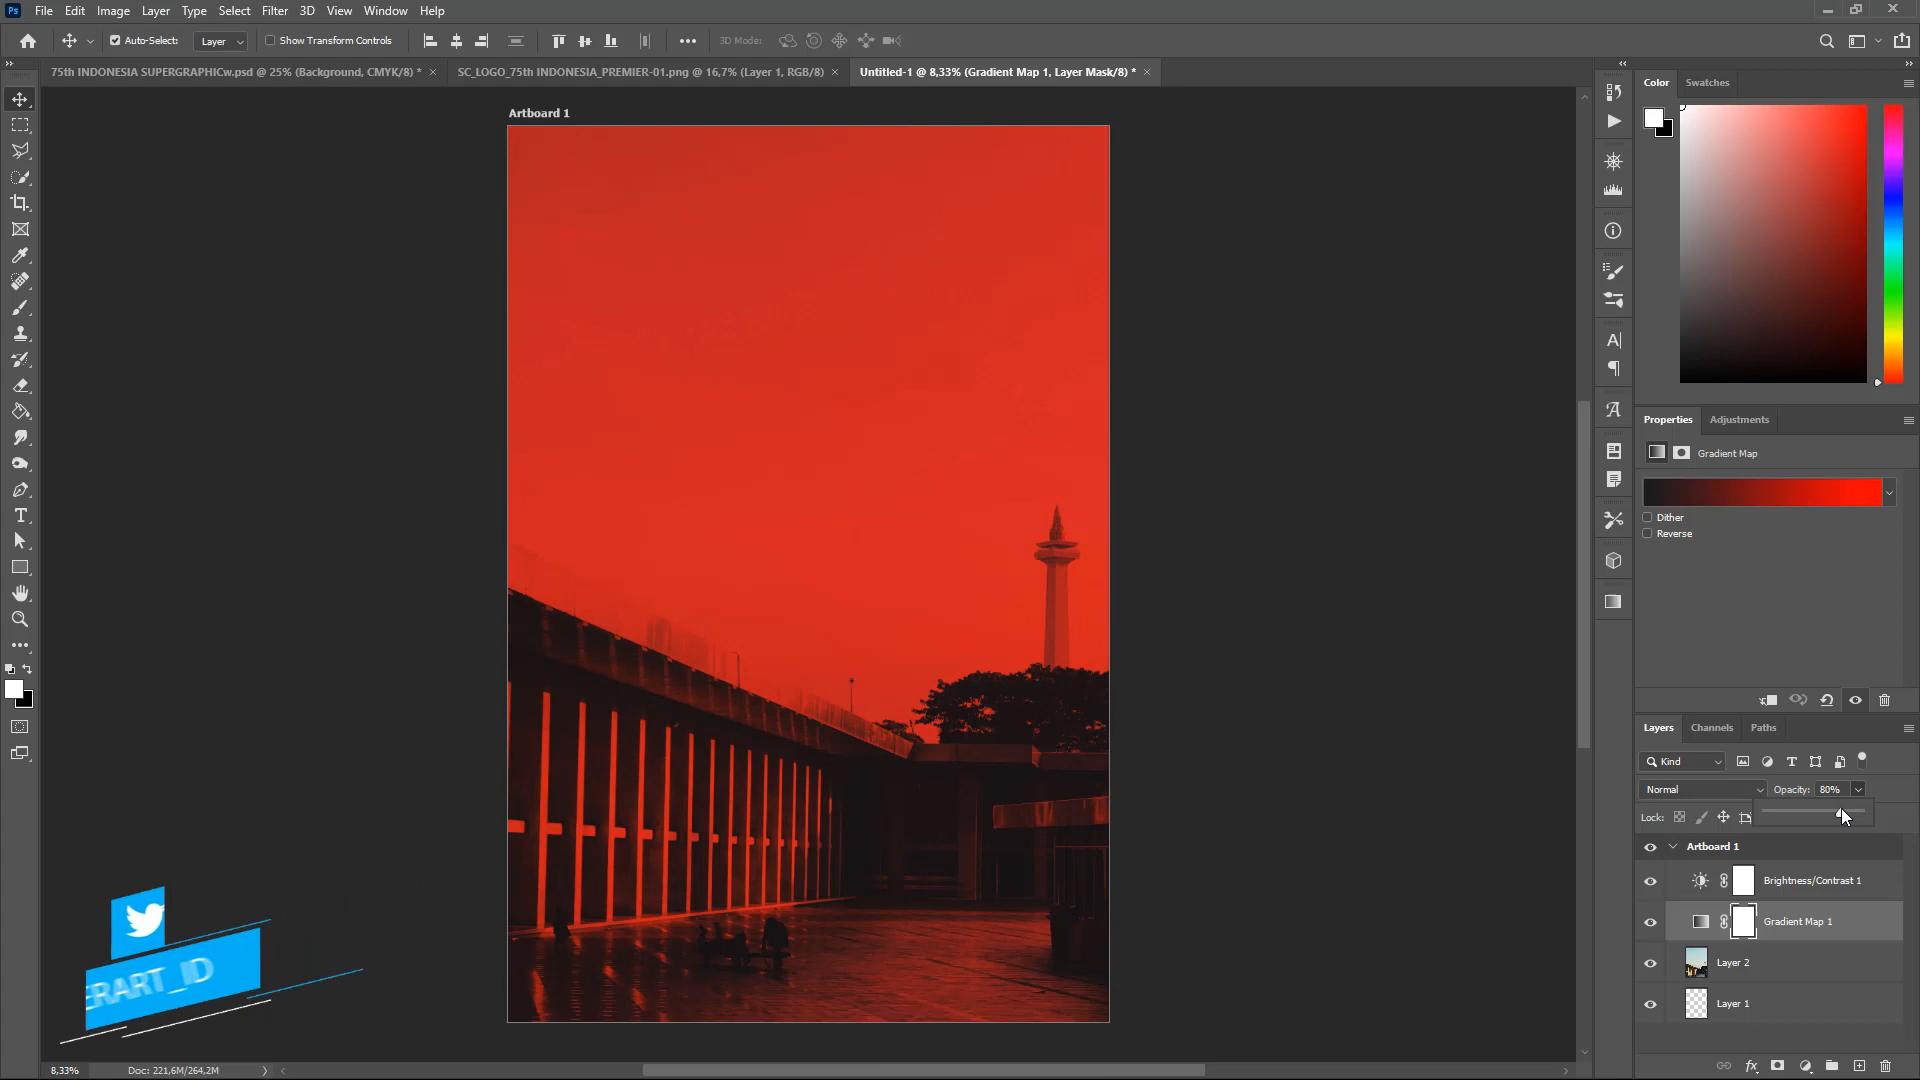 Ps File Edit Image Layer Type Select Filter 3D View Window Help
Auto-Select: Layer Show Transform Controls 3D Mode:
75th INDONESIA SUPERGRAPHICw.psd @ 25% (Background, CMYK/8) * SC_LOGO_75th INDONESIA_PREMIER-01.png @ 16,7% (Layer 1, RGB/8) Untitled-1 @ 8,33% (Gradient Map 1, Layer Mask/8) *
Color Swatches
Artboard 1
Properties Adjustments
Gradient Map
Dither
Reverse
Layers Channels Paths
Kind
Normal Opacity: 80%
Lock:
Artboard 1
Brightness/Contrast 1
Gradient Map 1
Layer 2
Layer 1
ERART_ID
8,33% Doc: 221,6M/264,2M